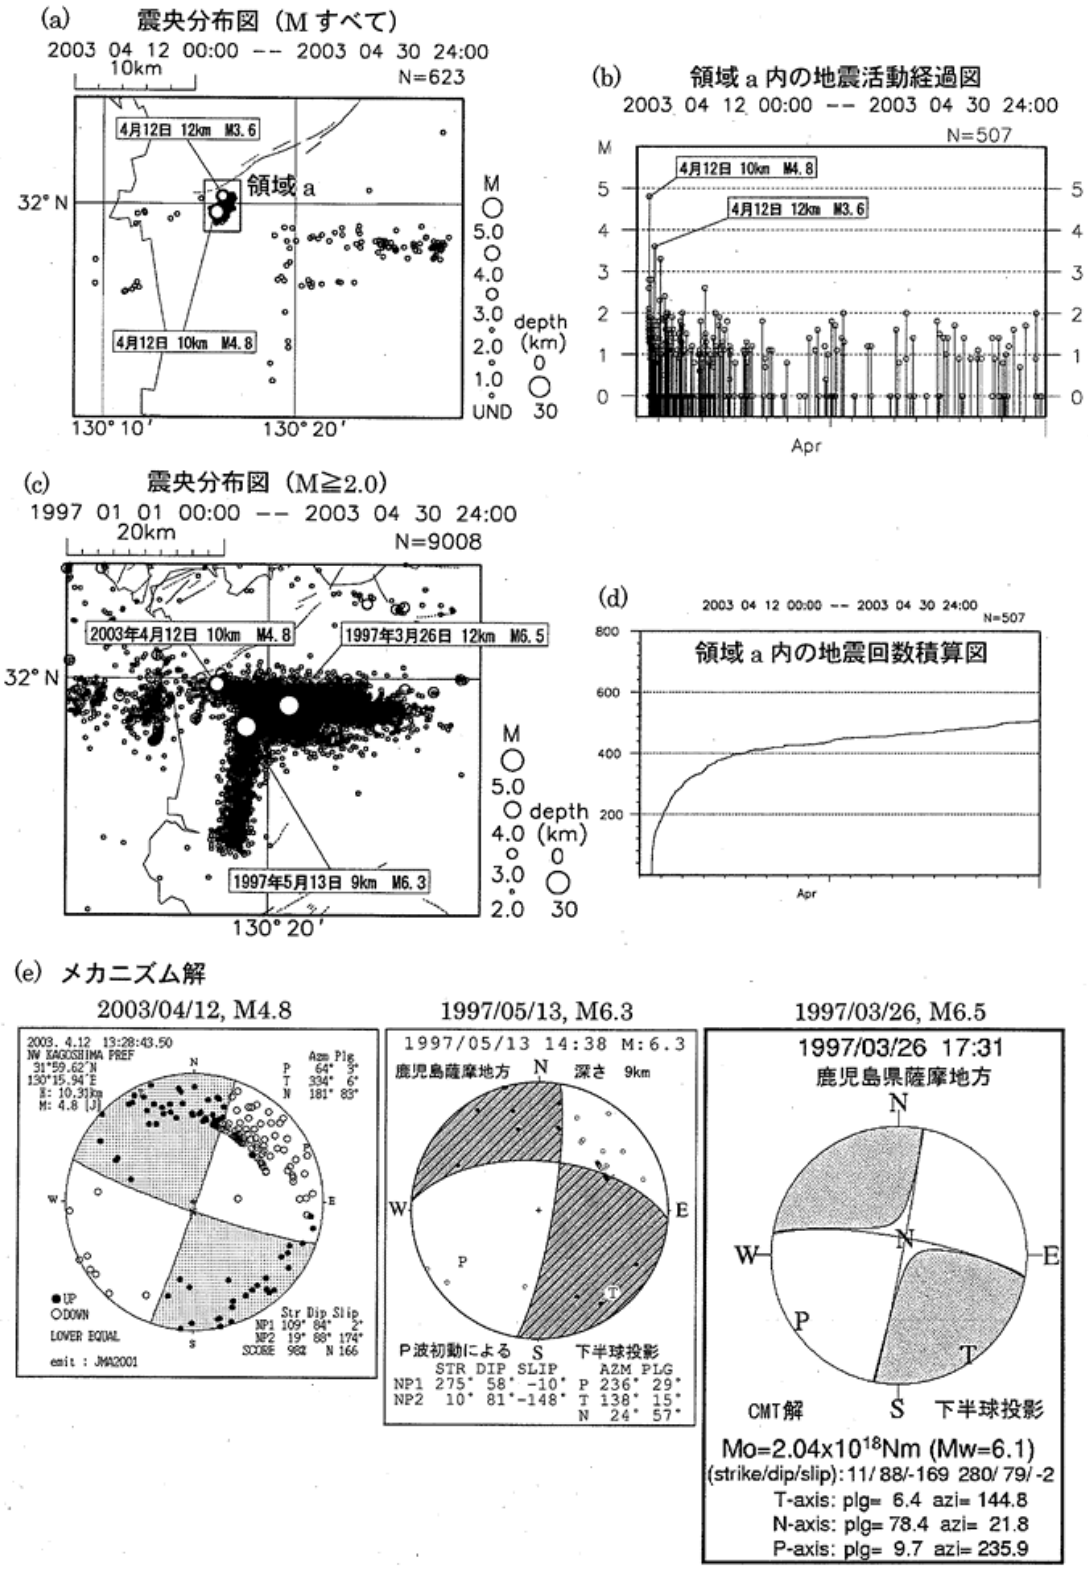 (a) 震央分布図 (M すべて)
2003 04 12 00:00 -- 2003 04 30 24:00
10km
N=623
4月12日 12km M3.6
領域a
32°N
4月12日 10km M4.8
130°10′
130°20′
M
5.0
4.0
3.0
2.0
1.0
UND
depth
(km)
0
30
(b) 領域a内の地震活動経過図
2003 04 12 00:00 -- 2003 04 30 24:00
N=507
M
4月12日 10km M4.8
4月12日 12km M3.6
5 5
4 4
3 3
2 2
1 1
0 0
Apr
(c) 震央分布図 (M≧2.0)
1997 01 01 00:00 -- 2003 04 30 24:00
20km
N=9008
2003年4月12日 10km M4.8
1997年3月26日 12km M6.5
32°N
1997年5月13日 9km M6.3
130°20′
M
5.0
4.0
3.0
2.0
depth
(km)
0
30
(d)
2003 04 12 00:00 -- 2003 04 30 24:00
N=507
領域a内の地震回数積算図
800
600
400
200
Apr
(e) メカニズム解
2003/04/12, M4.8
2003. 4.12 13:28:43.50
NW KAGOSHIMA PREF
31°59.62′N
130°15.94′E
H: 10.31km
M: 4.8 [J]
Azm Plg
P 64° 3°
T 334° 6°
N 181° 83°
N
W
E
P
N
S
●UP
○DOWN
LOWER EQUAL
emit : JMA2001
Str Dip Slip
NP1 109° 84° 2°
NP2 19° 88° 174°
SCORE 98% N 166
1997/05/13, M6.3
1997/05/13 14:38 M:6.3
鹿児島薩摩地方 N 深さ 9km
W
E
P
T
P波初動による S 下半球投影
STR DIP SLIP AZM PLG
NP1 275° 58° -10° P 236° 29°
NP2 10° 81° -148° T 138° 15°
N 24° 57°
1997/03/26, M6.5
1997/03/26 17:31
鹿児島県薩摩地方
N
N
W
E
P
T
CMT解 S 下半球投影
Mo=2.04x10¹⁸Nm (Mw=6.1)
(strike/dip/slip): 11/ 88/-169 280/ 79/ -2
T-axis: plg= 6.4 azi= 144.8
N-axis: plg= 78.4 azi= 21.8
P-axis: plg= 9.7 azi= 235.9